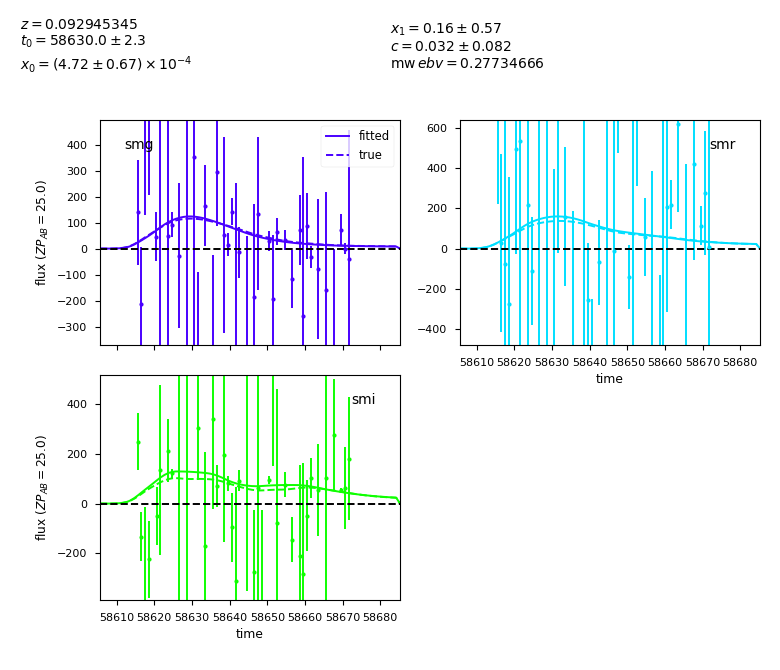 z = 0.092945345
t₀ = 58630.0 ± 2.3
x₀ = (4.72 ± 0.67) × 10⁻⁴
x₁ = 0.16 ± 0.57
c = 0.032 ± 0.082
mw ebv = 0.27734666
smg
fitted
true
400
300
200
100
0
−100
−200
−300
flux (ZP_AB = 25.0)
smr
600
400
200
0
−200
−400
58610 58620 58630 58640 58650 58660 58670 58680
time
smi
400
200
0
−200
flux (ZP_AB = 25.0)
58610 58620 58630 58640 58650 58660 58670 58680
time